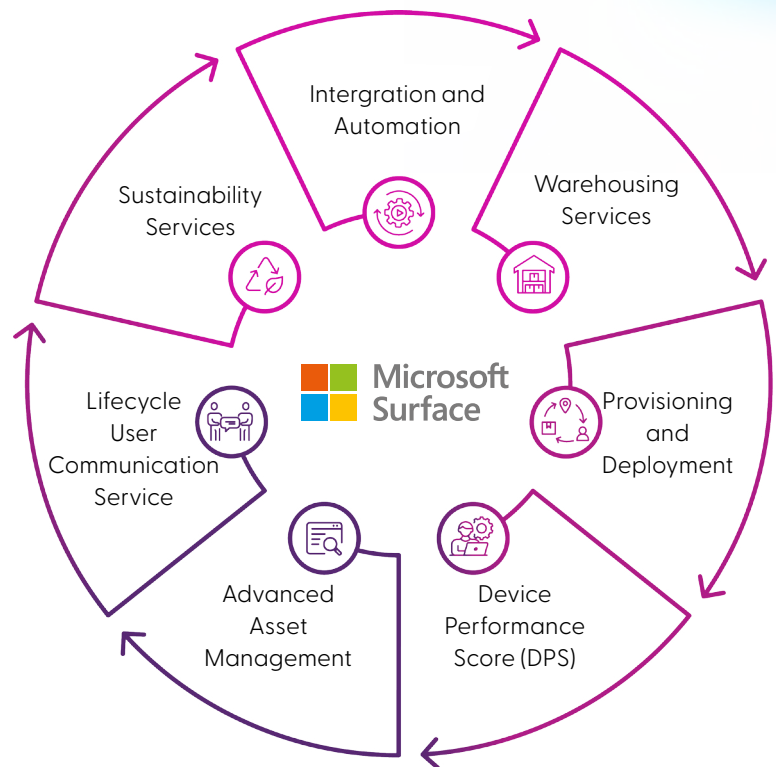 Intergration and
Automation
Warehousing
Services
Provisioning
and
Deployment
Device
Performance
Score (DPS)
Advanced
Asset
Management
Lifecycle
User
Communication
Service
Sustainability
Services
Microsoft
Surface